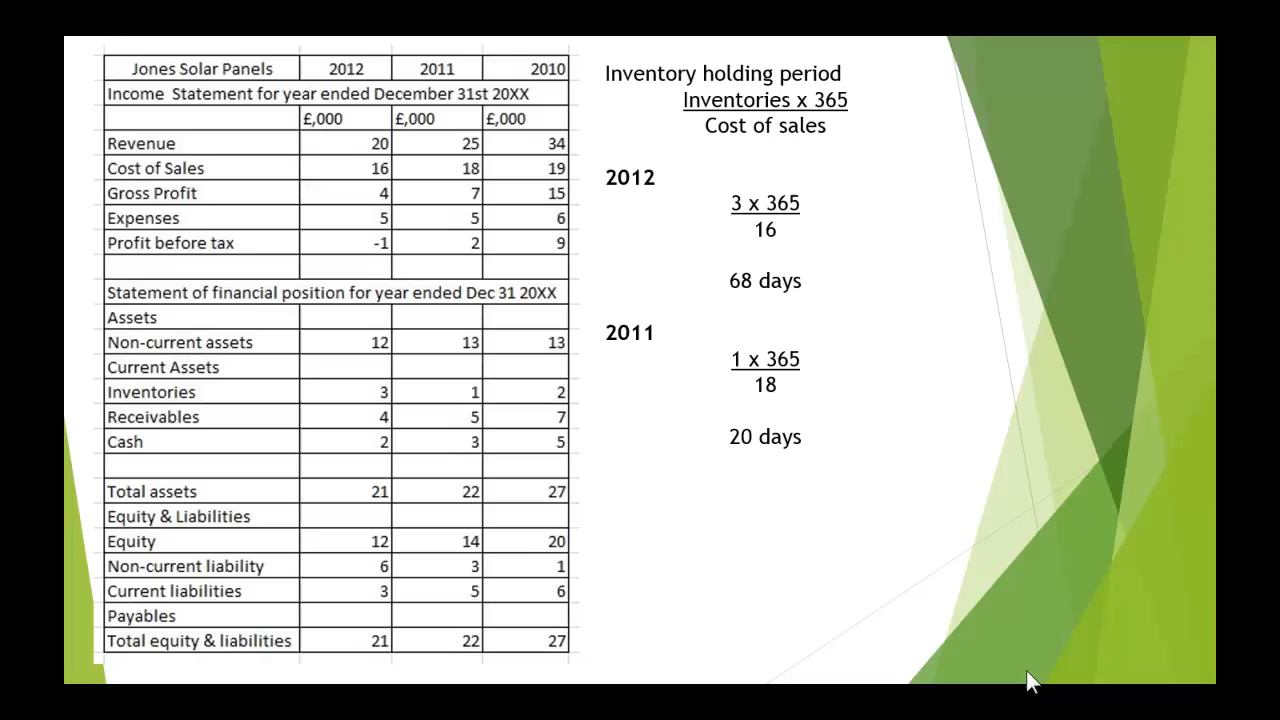 Jones Solar Panels 2012 2011 2010
Income Statement for year ended December 31st 20XX
£,000 £,000 £,000
Revenue 20 25 34
Cost of Sales 16 18 19
Gross Profit 4 7 15
Expenses 5 5 6
Profit before tax -1 2 9
Statement of financial position for year ended Dec 31 20XX
Assets
Non-current assets 12 13 13
Current Assets
Inventories 3 1 2
Receivables 4 5 7
Cash 2 3 5
Total assets 21 22 27
Equity & Liabilities
Equity 12 14 20
Non-current liability 6 3 1
Current liabilities 3 5 6
Payables
Total equity & liabilities 21 22 27
Inventory holding period
Inventories x 365
Cost of sales
2012
3 x 365
16
68 days
2011
1 x 365
18
20 days